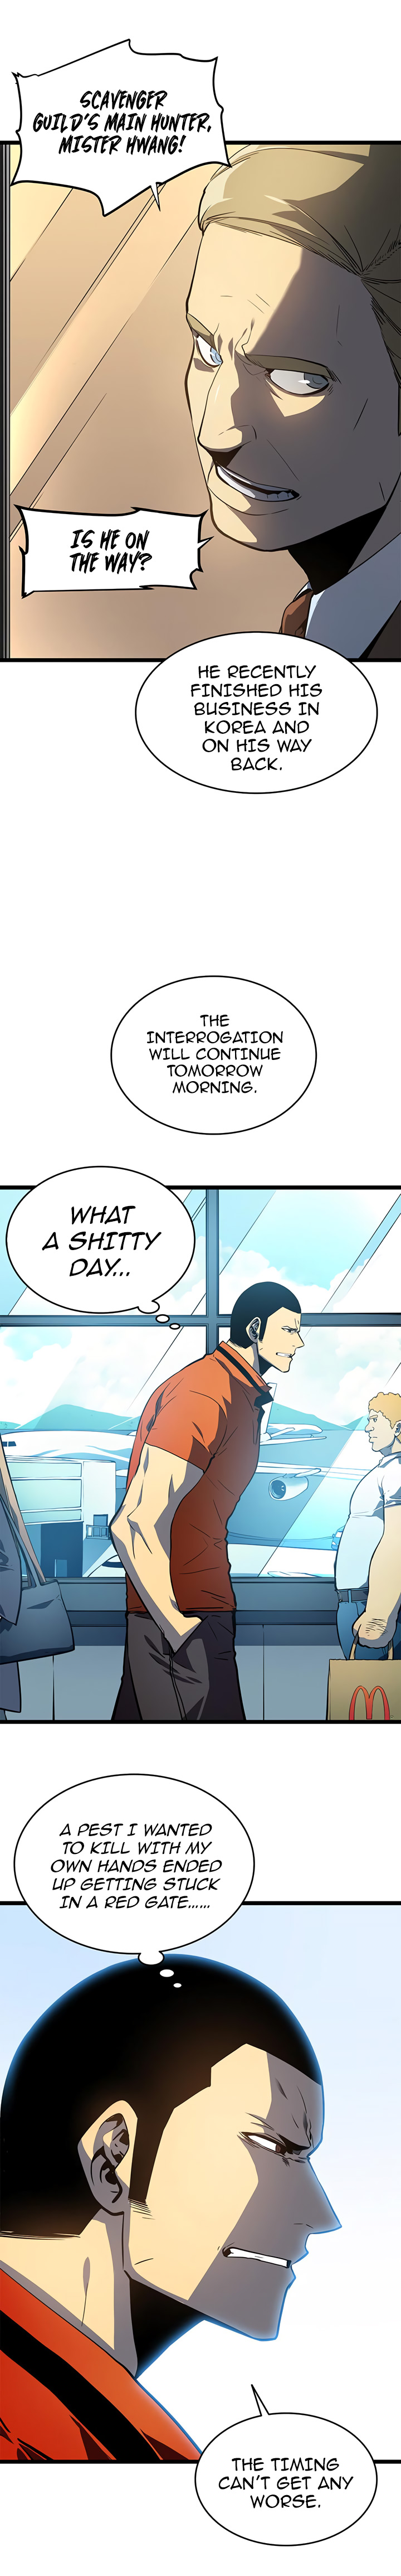 SCAVENGER
GUILD'S MAIN HUNTER,
MISTER HWANG!
IS HE ON
THE WAY?
HE RECENTLY
FINISHED HIS
BUSINESS IN
KOREA AND
ON HIS WAY
BACK.
THE
INTERROGATION
WILL CONTINUE
TOMORROW
MORNING.
WHAT
A SHITTY
DAY...
A PEST I WANTED
TO KILL WITH MY
OWN HANDS ENDED
UP GETTING STUCK
IN A RED GATE......
THE TIMING
CAN'T GET ANY
WORSE.